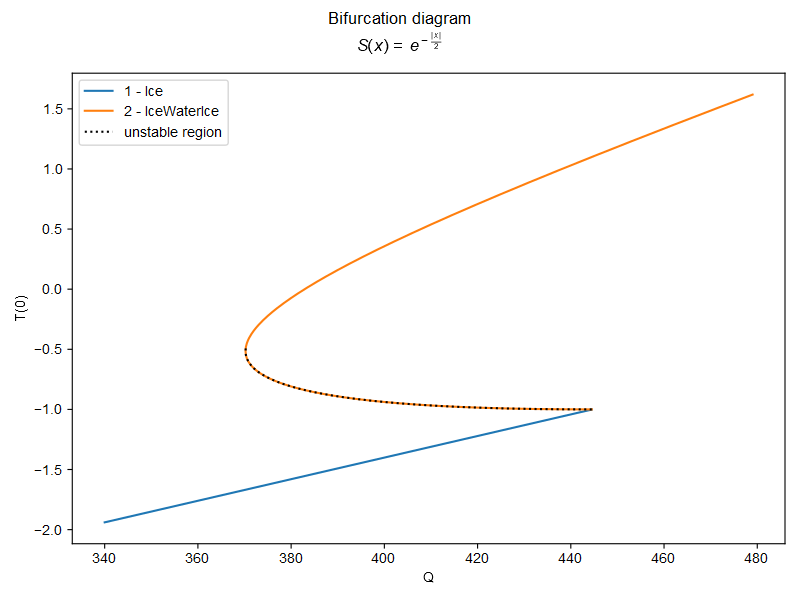 Bifurcation diagram
S(x) = e^{-\frac{|x|}{2}}
1 - Ice
2 - IceWaterIce
unstable region
1.5
1.0
0.5
0.0
−0.5
−1.0
−1.5
−2.0
T(0)
340 360 380 400 420 440 460 480
Q